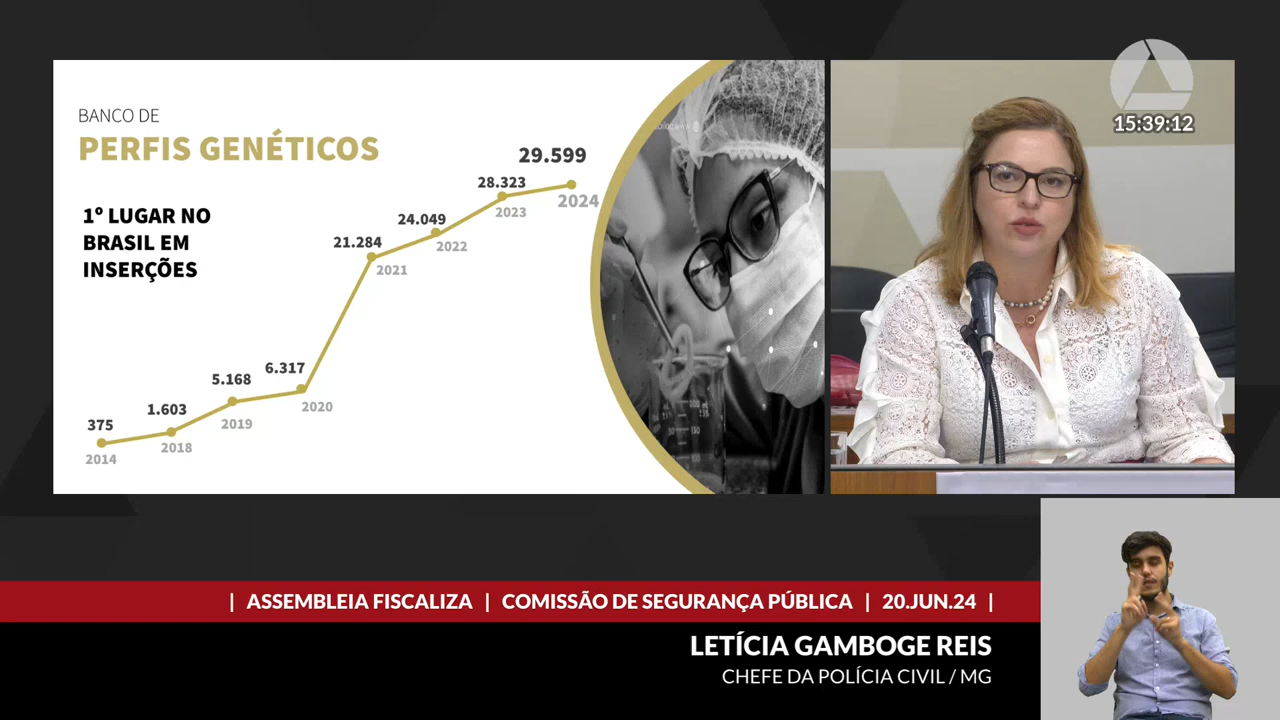 BANCO DE
PERFIS GENÉTICOS
1º LUGAR NO
BRASIL EM
INSERÇÕES
375
2014
1.603
2018
5.168
2019
6.317
2020
21.284
2021
24.049
2022
28.323
2023
29.599
2024
15:39:12
| ASSEMBLEIA FISCALIZA | COMISSÃO DE SEGURANÇA PÚBLICA | 20.JUN.24 |
LETÍCIA GAMBOGE REIS
CHEFE DA POLÍCIA CIVIL / MG